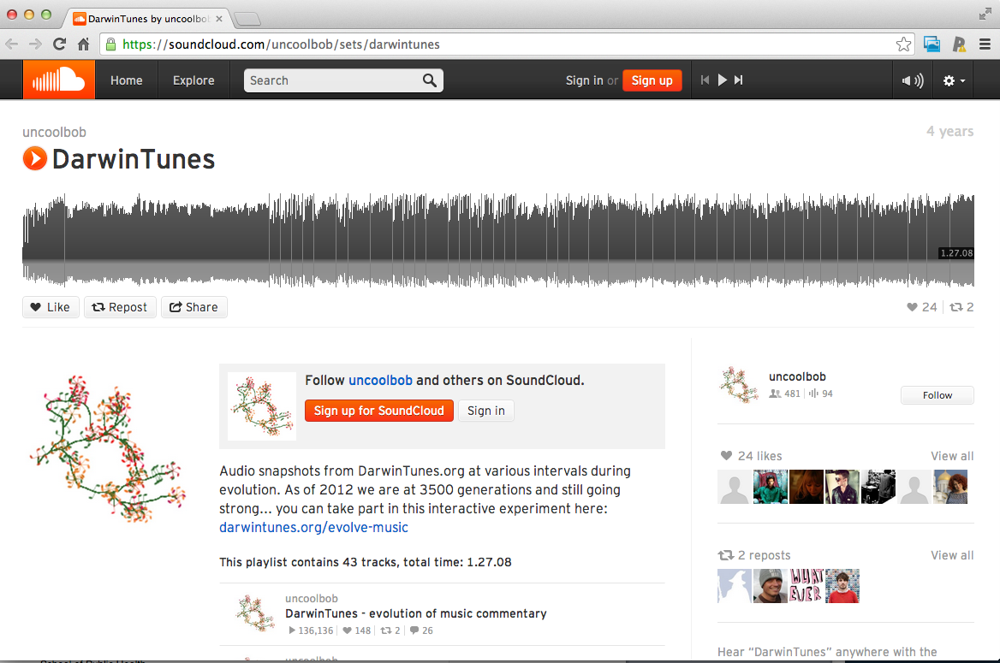 DarwinTunes by uncoolbob
https://soundcloud.com/uncoolbob/sets/darwintunes
Home
Explore
Search
Sign in or Sign up
uncoolbob
4 years
DarwinTunes
1.27.08
Like
Repost
Share
24
2
Follow uncoolbob and others on SoundCloud.
Sign up for SoundCloud
Sign in
Audio snapshots from DarwinTunes.org at various intervals during
evolution. As of 2012 we are at 3500 generations and still going
strong... you can take part in this interactive experiment here:
darwintunes.org/evolve-music
This playlist contains 43 tracks, total time: 1.27.08
uncoolbob
DarwinTunes - evolution of music commentary
136,136
148
2
26
uncoolbob
uncoolbob
481
94
Follow
24 likes
View all
2 reposts
View all
WHAT
EVER
Hear “DarwinTunes” anywhere with the